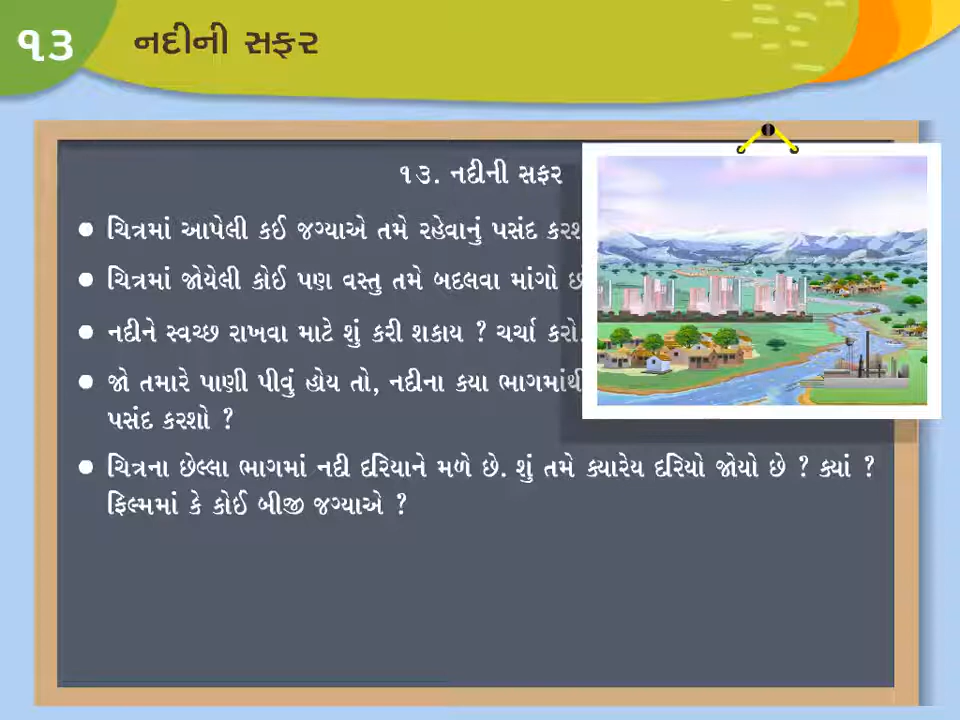 ૧૩ નદીની સફર
૧૩. નદીની સફર
● ચિત્રમાં આપેલી કઈ જગ્યાએ તમે રહેવાનું પસંદ
● ચિત્રમાં જોયેલી કોઈ પણ વસ્તુ તમે બદલવા માંગો
● નદીને સ્વચ્છ રાખવા માટે શું કરી શકાય ? ચર્ચા કરો.
● જો તમારે પાણી પીવું હોય તો, નદીના કયા ભાગમાંથી
પસંદ કરશો ?
● ચિત્રના છેલ્લા ભાગમાં નદી દરિયાને મળે છે. શું તમે ક્યારેય દરિયો જોયો છે ? ક્યાં ?
ફિલ્મમાં કે કોઈ બીજી જગ્યાએ ?